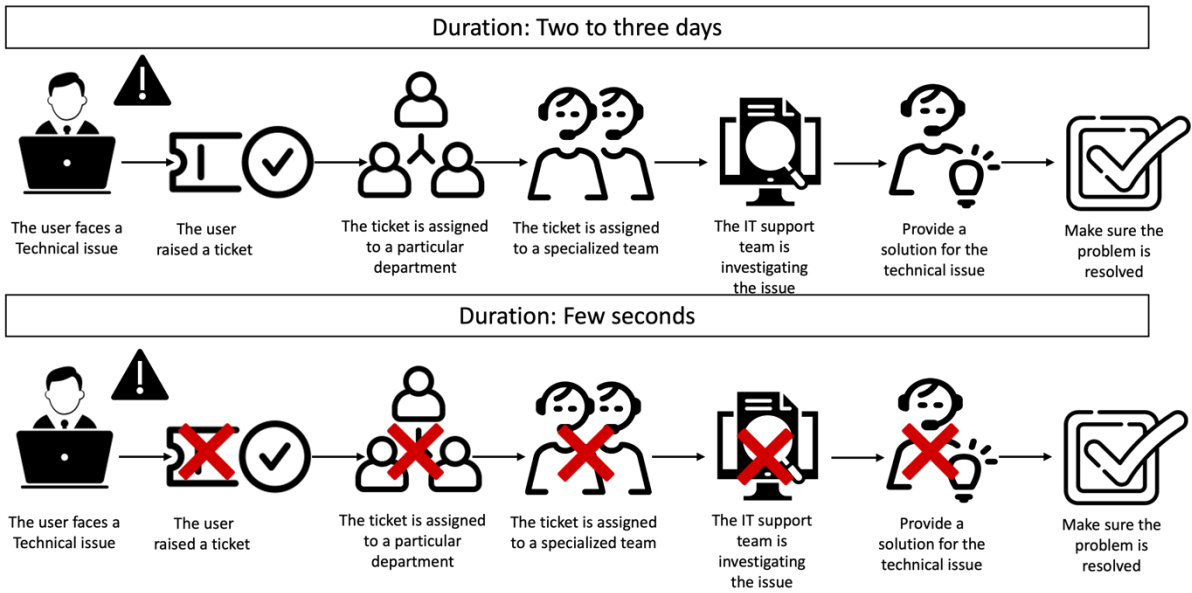 Duration: Two to three days
The user faces a
Technical issue
The user
raised a ticket
The ticket is assigned
to a particular
department
The ticket is assigned
to a specialized team
The IT support
team is
investigating
the issue
Provide a
solution for the
technical issue
Make sure the
problem is
resolved
Duration: Few seconds
The user faces a
Technical issue
The user
raised a ticket
The ticket is assigned
to a particular
department
The ticket is assigned
to a specialized team
The IT support
team is
investigating
the issue
Provide a
solution for the
technical issue
Make sure the
problem is
resolved